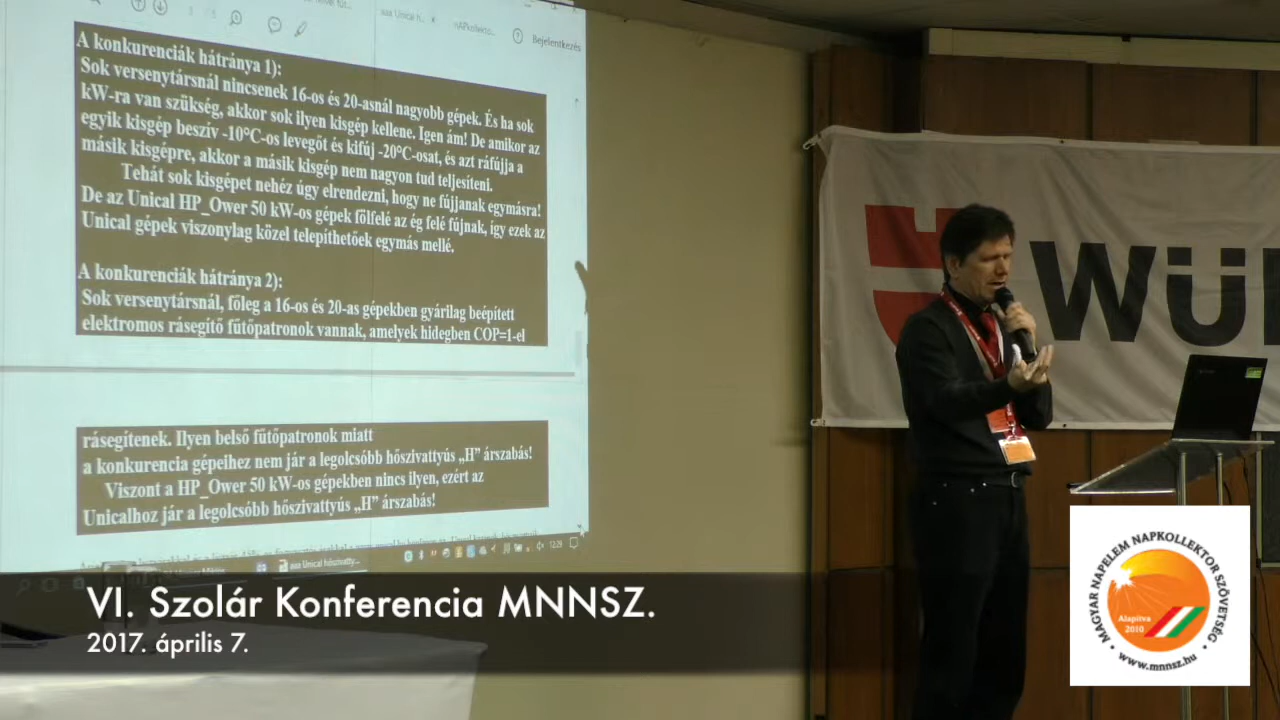 Bejelentkezés
A konkurenciák hátránya 1):
Sok versenytársnál nincsenek 16-os és 20-asnál nagyobb gépek. És ha sok
kW-ra van szükség, akkor sok ilyen kisgép kellene. Igen ám! De amikor az
egyik kisgép beszív -10°C-os levegőt és kifúj -20°C-osat, és azt ráfújja a
másik kisgépre, akkor a másik kisgép nem nagyon tud teljesíteni.
Tehát sok kisgépet nehéz úgy elrendezni, hogy ne fújjanak egymásra!
De az Unical HP_Ower 50 kW-os gépek fölfelé az ég felé fújnak, így ezek az
Unical gépek viszonylag közel telepíthetőek egymás mellé.
A konkurenciák hátránya 2):
Sok versenytársnál, főleg a 16-os és 20-as gépekben gyárilag beépített
elektromos rásegítő fűtőpatronok vannak, amelyek hidegben COP=1-el
rásegítenek. Ilyen belső fűtőpatronok miatt
a konkurencia gépeihez nem jár a legolcsóbb hőszivattyús „H” árszabás!
Viszont a HP_Ower 50 kW-os gépekben nincs ilyen, ezért az
Unicalhoz jár a legolcsóbb hőszivattyús „H” árszabás!
12:29
WÜ
VI. Szolár Konferencia MNNSZ.
2017. április 7.
MAGYAR NAPELEM NAPKOLLEKTOR SZÖVETSÉG
Alapítva
2010
www.mnnsz.hu